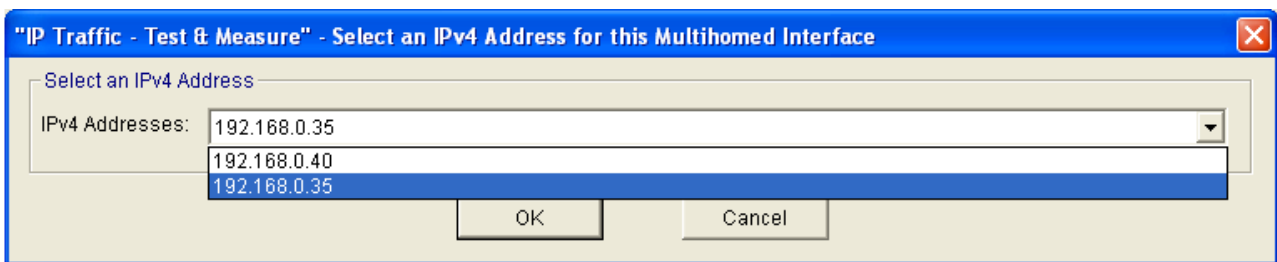 "IP Traffic - Test & Measure" - Select an IPv4 Address for this Multihomed Interface
Select an IPv4 Address
IPv4 Addresses: 192.168.0.35
192.168.0.40
192.168.0.35
OK Cancel